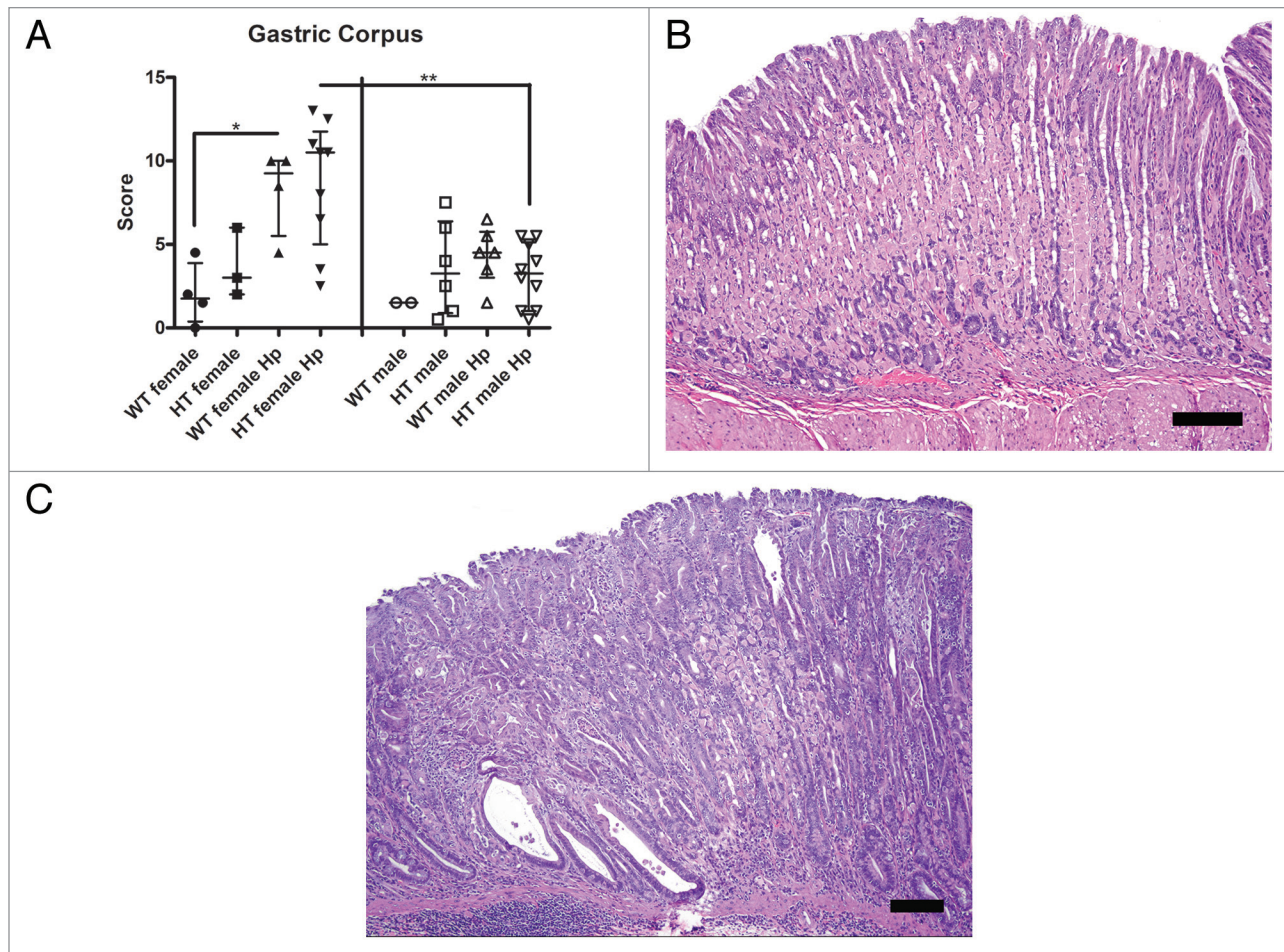 A
Gastric Corpus
15
10
5
0
Score
*
**
WT female
HT female
WT female Hp
HT female Hp
WT male
HT male
WT male Hp
HT male Hp
B
C